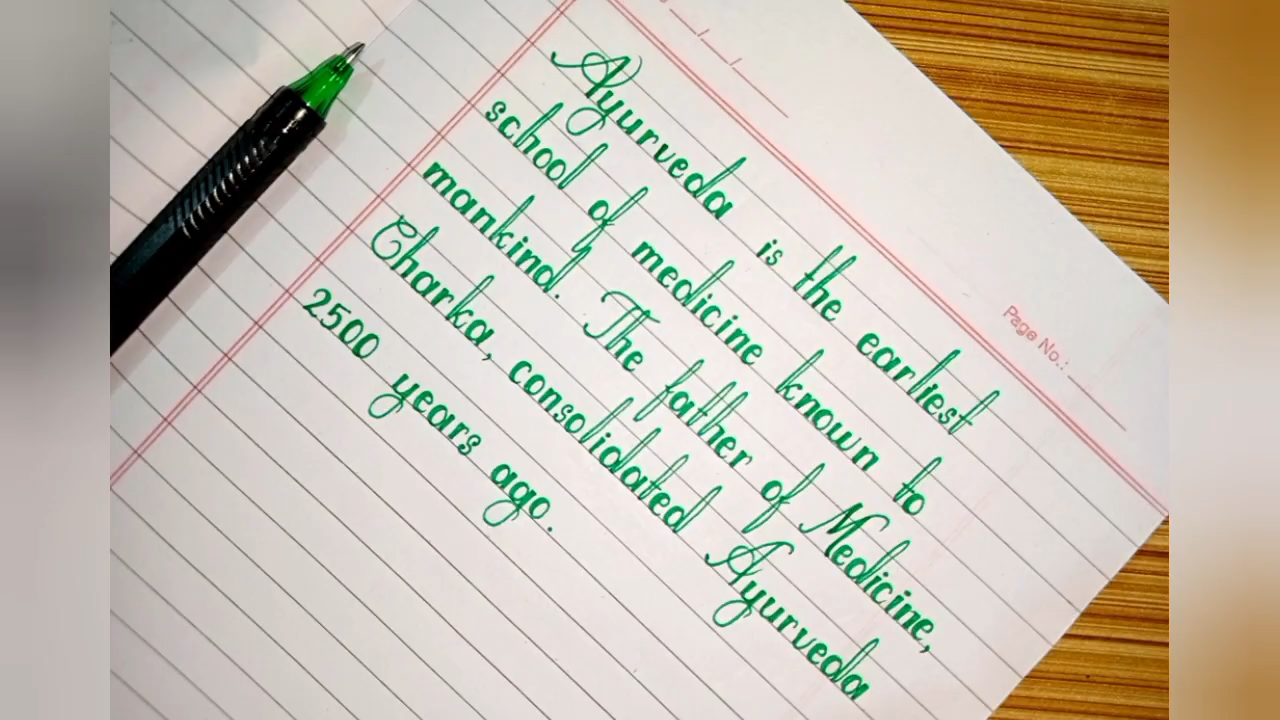 Ayurveda is the earliest
school of medicine known to
mankind. The father of Medicine,
Charka, consolidated Ayurveda
2500 years ago.
Page No.: